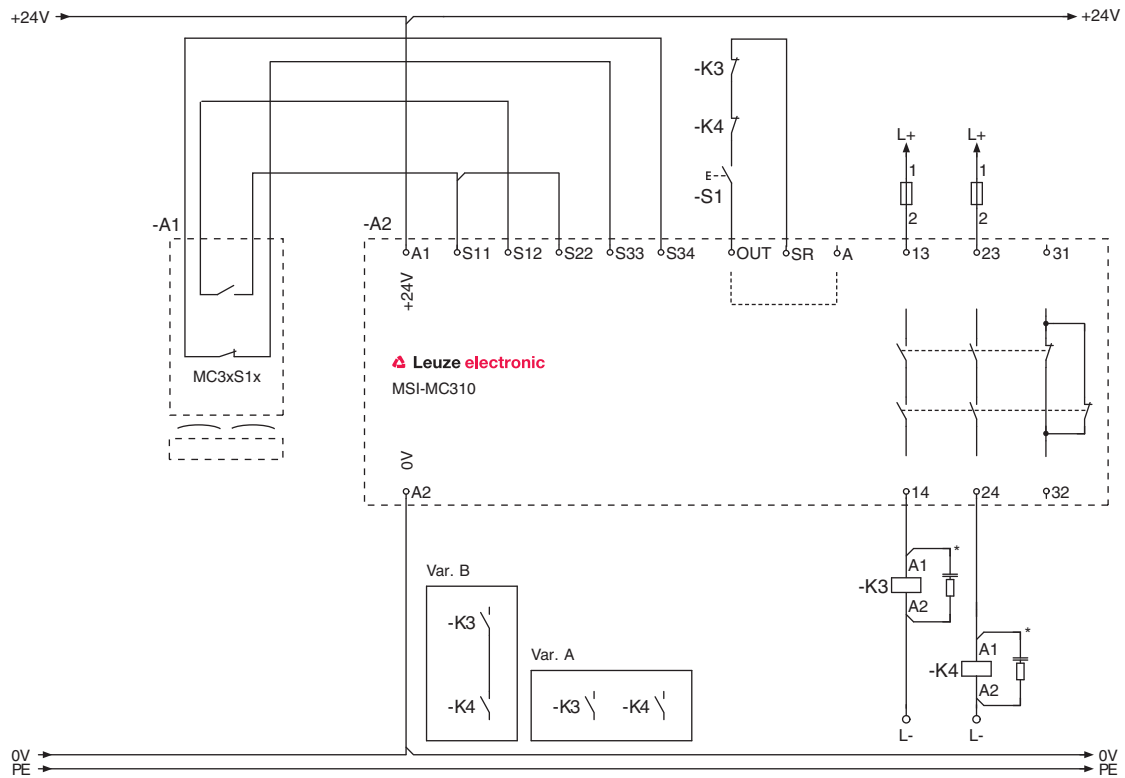 +24V
+24V
-K3
-K4
E
-S1
L+
L+
1
1
2
2
-A1
-A2
A1
S11
S12
S22
S33
S34
OUT
SR
A
13
23
31
+24V
MC3xS1x
Leuze electronic
MSI-MC310
0V
A2
14
24
32
Var. B
-K3
-K4
Var. A
-K3
-K4
*
A1
-K3
A2
*
A1
-K4
A2
L-
L-
0V
0V
PE
PE